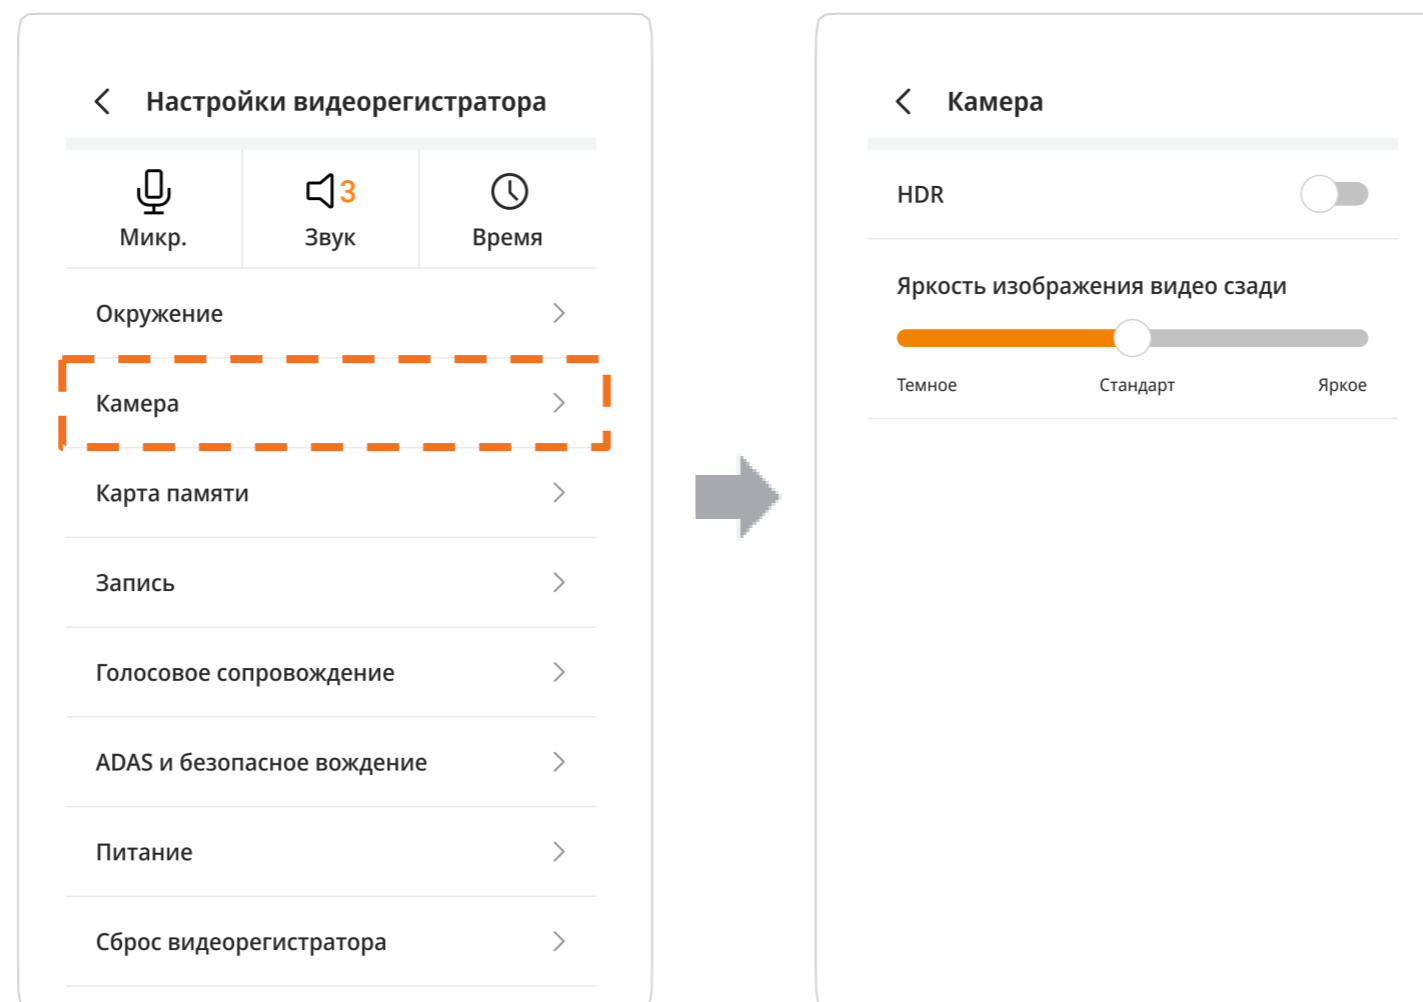 Настройки видеорегистратора
3
Микр.
Звук
Время
Окружение
Камера
Карта памяти
Запись
Голосовое сопровождение
ADAS и безопасное вождение
Питание
Сброс видеорегистратора
Камера
HDR
Яркость изображения видео сзади
Темное
Стандарт
Яркое